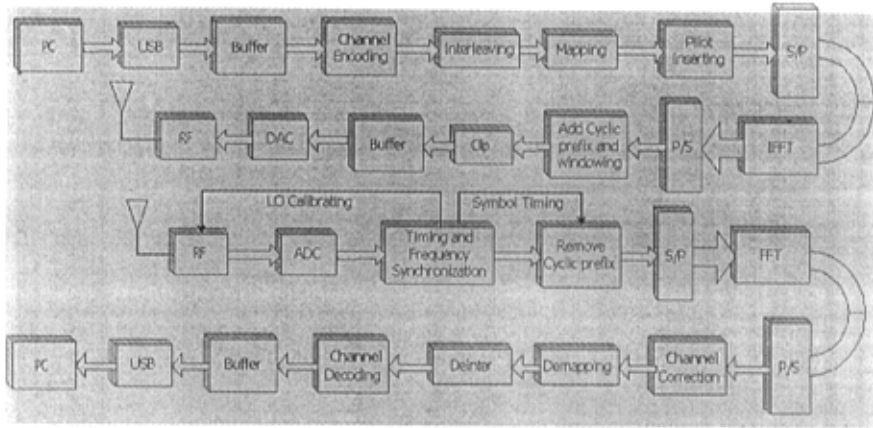 PC
USB
Buffer
Channel
Encoding
Interleaving
Mapping
Pilot
Inserting
S/P
RF
DAC
Buffer
Clip
Add Cyclic
prefix and
windowing
P/S
IFFT
LO Calibrating
Symbol Timing
RF
ADC
Timing and
Frequency
Synchronization
Remove
Cyclic prefix
S/P
FFT
PC
USB
Buffer
Channel
Decoding
Deinter
Demapping
Channel
Correction
P/S